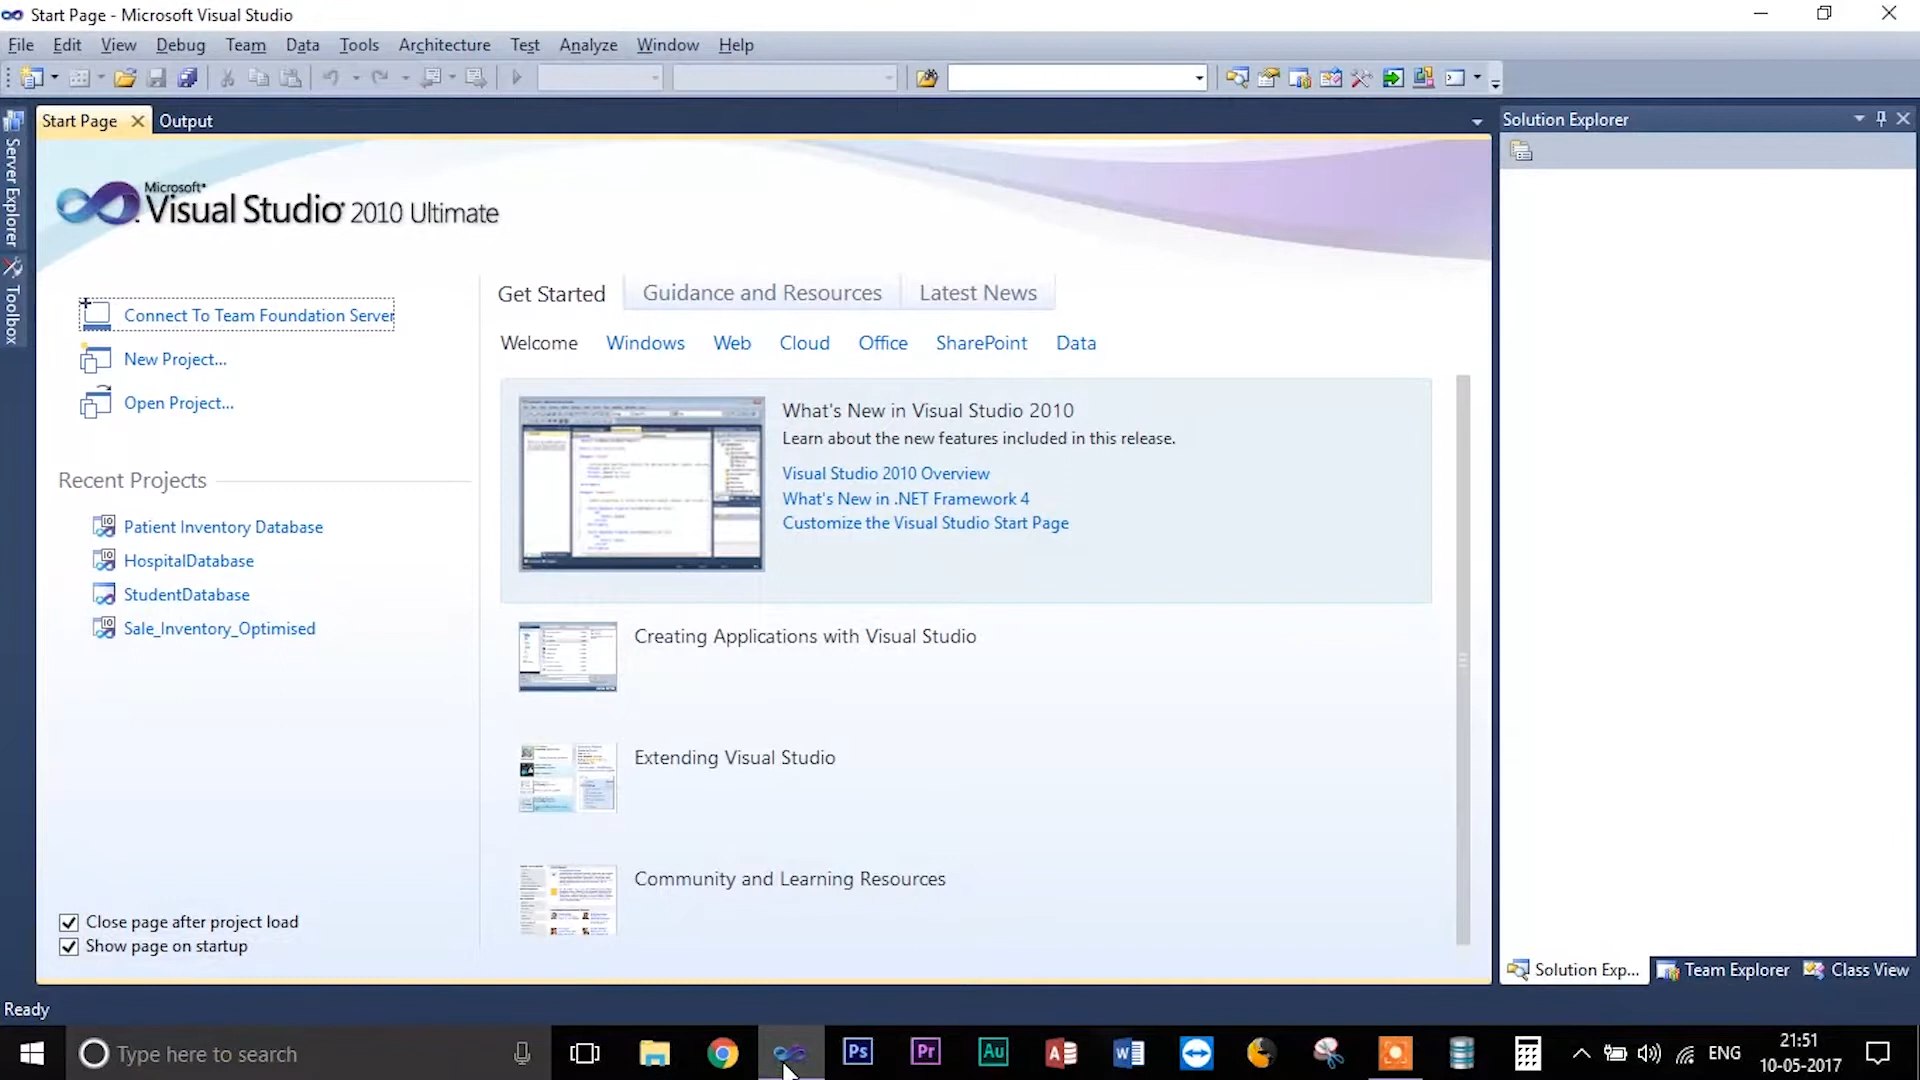 Start Page - Microsoft Visual Studio
File Edit View Debug Team Data Tools Architecture Test Analyze Window Help
Start Page Output
Solution Explorer
Server Explorer
Toolbox
Microsoft
Visual Studio 2010 Ultimate
Connect To Team Foundation Server
New Project...
Open Project...
Recent Projects
Patient Inventory Database
HospitalDatabase
StudentDatabase
Sale_Inventory_Optimised
Close page after project load
Show page on startup
Get Started Guidance and Resources Latest News
Welcome Windows Web Cloud Office SharePoint Data
What's New in Visual Studio 2010
Learn about the new features included in this release.
Visual Studio 2010 Overview
What's New in .NET Framework 4
Customize the Visual Studio Start Page
Creating Applications with Visual Studio
Extending Visual Studio
Community and Learning Resources
Solution Exp... Team Explorer Class View
Ready
Type here to search
Ps Pr Au
ENG
21:51
10-05-2017